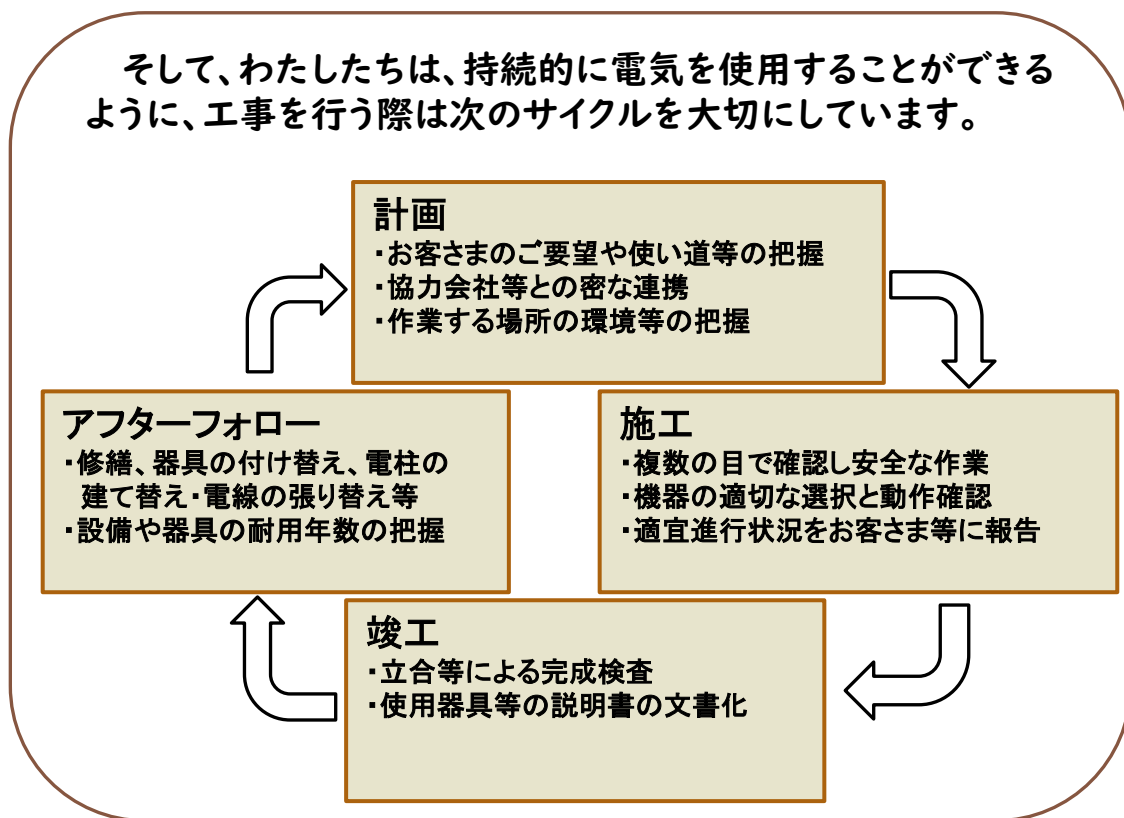 そして、わたしたちは、持続的に電気を使用することができる
ように、工事を行う際は次のサイクルを大切にしています。
計画
・お客さまのご要望や使い道等の把握
・協力会社等との密な連携
・作業する場所の環境等の把握
施工
・複数の目で確認し安全な作業
・機器の適切な選択と動作確認
・適宜進行状況をお客さま等に報告
竣工
・立合等による完成検査
・使用器具等の説明書の文書化
アフターフォロー
・修繕、器具の付け替え、電柱の
建て替え・電線の張り替え等
・設備や器具の耐用年数の把握